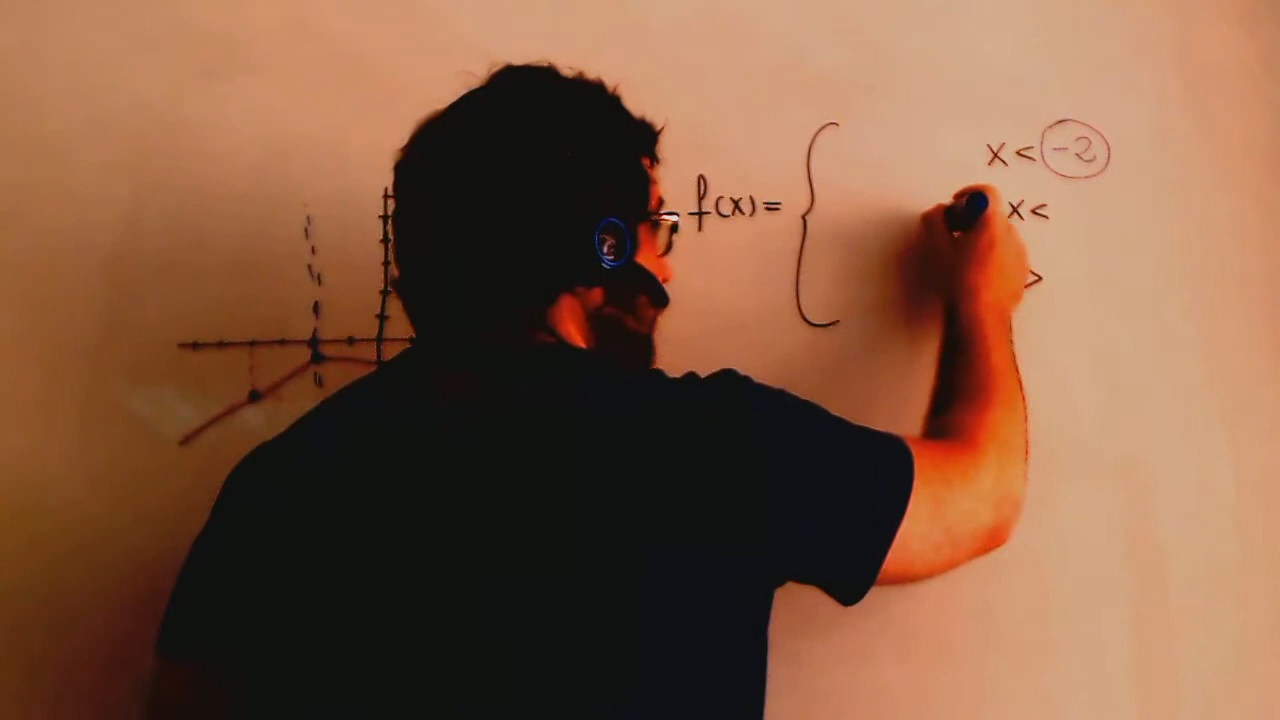 f(x) = { x < -2
x <
>